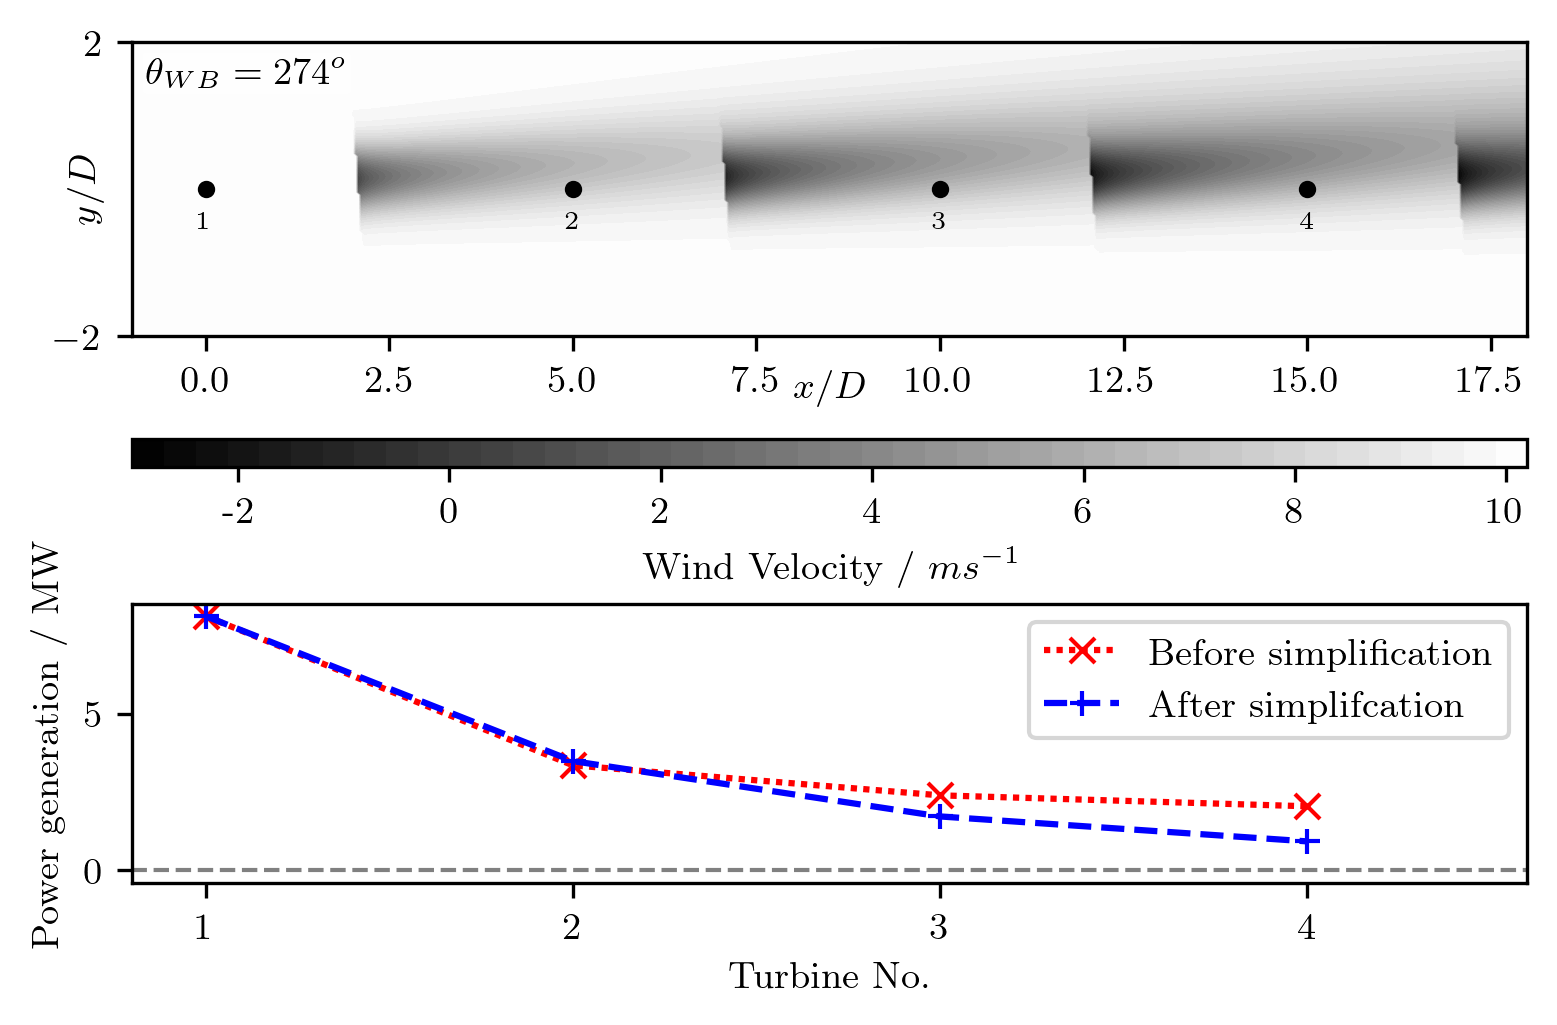 2
θWB = 274o
y/D
1 2 3 4
−2
0.0 2.5 5.0 7.5 10.0 12.5 15.0 17.5
x/D
-2 0 2 4 6 8 10
Wind Velocity / ms−1
Power generation / MW
Before simplification
After simplifcation
5
0
1 2 3 4
Turbine No.